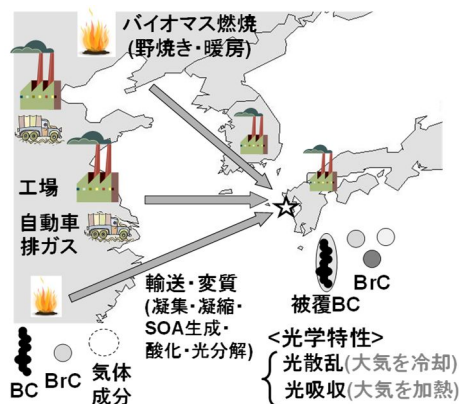 バイオマス燃焼
(野焼き・暖房)
工場
自動車
排ガス
輸送・変質
(凝集・凝縮・
SOA生成・
酸化・光分解)
BC
BrC
気体
成分
被覆BC
BrC
<光学特性>
光散乱(大気を冷却)
光吸収(大気を加熱)